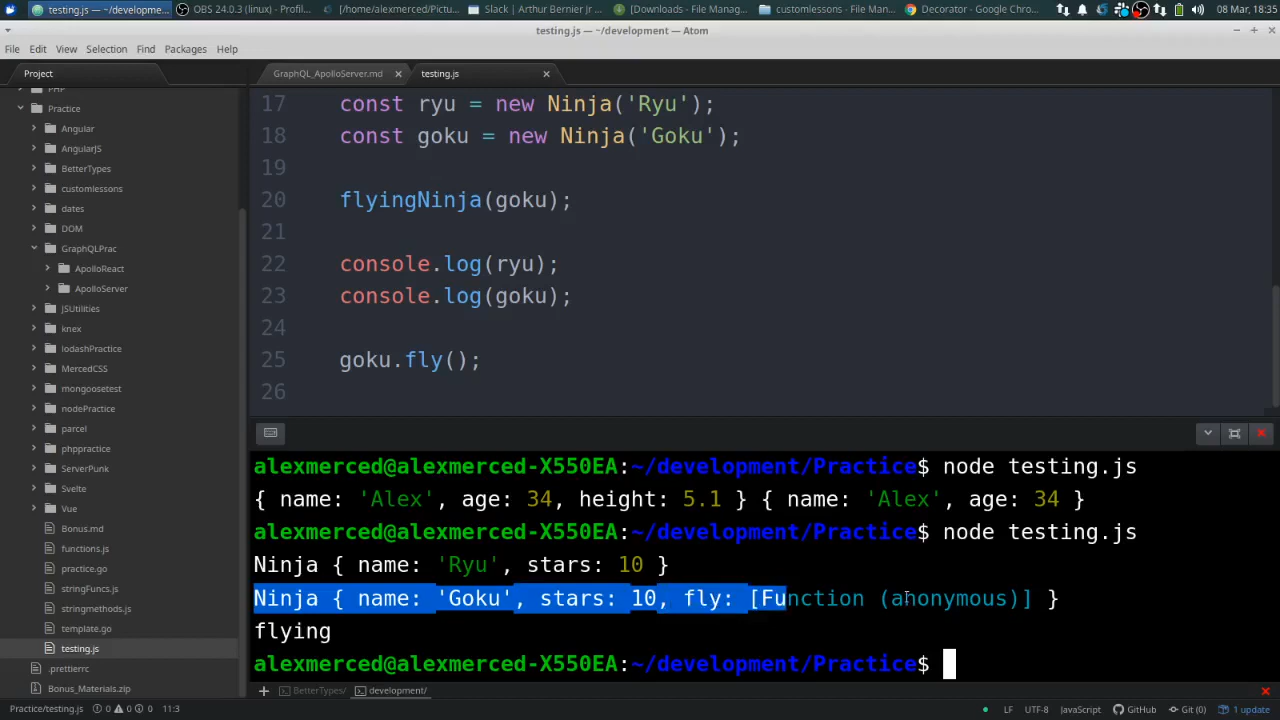 testing.js — ~/developme...
OBS 24.0.3 (linux) - Profil...
[/home/alexmerced/Pictu...
Slack | Arthur Bernier Jr ...
[Downloads - File Manag...
customlessons - File Man...
Decorator - Google Chro...
08 Mar, 18:35
testing.js — ~/development — Atom
File Edit View Selection Find Packages Help
Project
GraphQL_ApolloServer.md
testing.js
PHP
Practice
Angular
AngularJS
BetterTypes
customlessons
dates
DOM
GraphQLPrac
ApolloReact
ApolloServer
JSUtilities
knex
lodashPractice
MercedCSS
mongoosetest
nodePractice
parcel
phppractice
ServerPunk
Svelte
Vue
Bonus.md
functions.js
practice.go
stringFuncs.js
stringmethods.js
template.go
testing.js
.prettierrc
Bonus_Materials.zip
17 const ryu = new Ninja('Ryu');
18 const goku = new Ninja('Goku');
19
20 flyingNinja(goku);
21
22 console.log(ryu);
23 console.log(goku);
24
25 goku.fly();
26
alexmerced@alexmerced-X550EA:~/development/Practice$ node testing.js
{ name: 'Alex', age: 34, height: 5.1 } { name: 'Alex', age: 34 }
alexmerced@alexmerced-X550EA:~/development/Practice$ node testing.js
Ninja { name: 'Ryu', stars: 10 }
Ninja { name: 'Goku', stars: 10, fly: [Function (anonymous)] }
flying
alexmerced@alexmerced-X550EA:~/development/Practice$
BetterTypes/ development/
Practice/testing.js 0 0 0 11:3 LF UTF-8 JavaScript GitHub Git (0) 1 update